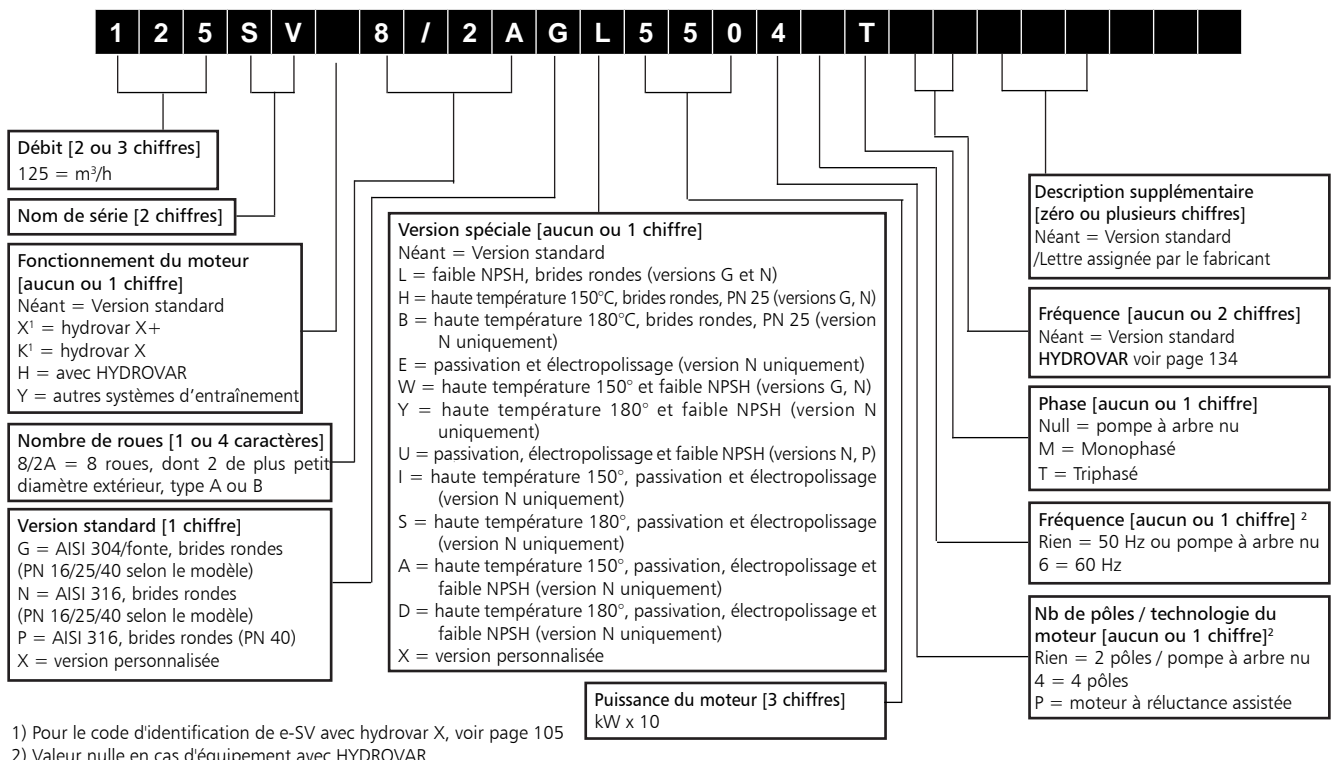 125SV 8/2AGL5504 T
Débit [2 ou 3 chiffres]
125 = m³/h
Nom de série [2 chiffres]
Fonctionnement du moteur
[aucun ou 1 chiffre]
Néant = Version standard
X¹ = hydrovar X+
K¹ = hydrovar X
H = avec HYDROVAR
Y = autres systèmes d'entraînement
Nombre de roues [1 ou 4 caractères]
8/2A = 8 roues, dont 2 de plus petit
diamètre extérieur, type A ou B
Version standard [1 chiffre]
G = AISI 304/fonte, brides rondes
(PN 16/25/40 selon le modèle)
N = AISI 316, brides rondes
(PN 16/25/40 selon le modèle)
P = AISI 316, brides rondes (PN 40)
X = version personnalisée
Version spéciale [aucun ou 1 chiffre]
Néant = Version standard
L = faible NPSH, brides rondes (versions G et N)
H = haute température 150°C, brides rondes, PN 25 (versions G, N)
B = haute température 180°C, brides rondes, PN 25 (version
N uniquement)
E = passivation et électropolissage (version N uniquement)
W = haute température 150° et faible NPSH (versions G, N)
Y = haute température 180° et faible NPSH (version N
uniquement)
U = passivation, électropolissage et faible NPSH (versions N, P)
I = haute température 150°, passivation et électropolissage
(version N uniquement)
S = haute température 180°, passivation et électropolissage
(version N uniquement)
A = haute température 150°, passivation, électropolissage et
faible NPSH (version N uniquement)
D = haute température 180°, passivation, électropolissage et
faible NPSH (version N uniquement)
X = version personnalisée
Puissance du moteur [3 chiffres]
kW x 10
Description supplémentaire
[zéro ou plusieurs chiffres]
Néant = Version standard
/Lettre assignée par le fabricant
Fréquence [aucun ou 2 chiffres]
Néant = Version standard
HYDROVAR voir page 134
Phase [aucun ou 1 chiffre]
Null = pompe à arbre nu
M = Monophasé
T = Triphasé
Fréquence [aucun ou 1 chiffre] ²
Rien = 50 Hz ou pompe à arbre nu
6 = 60 Hz
Nb de pôles / technologie du
moteur [aucun ou 1 chiffre]²
Rien = 2 pôles / pompe à arbre nu
4 = 4 pôles
P = moteur à réluctance assistée
1) Pour le code d'identification de e-SV avec hydrovar X, voir page 105
2) Valeur nulle en cas d'équipement avec HYDROVAR